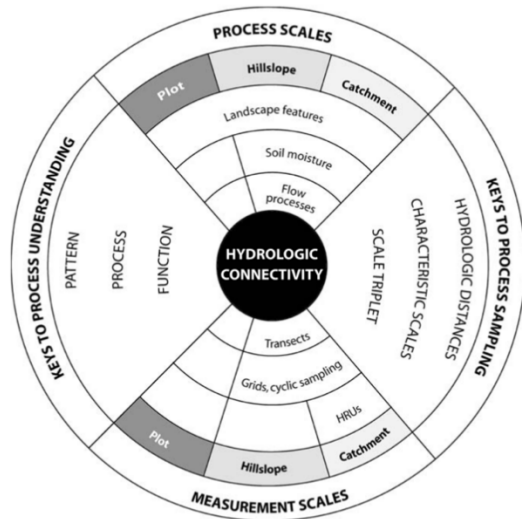 PROCESS SCALES
Plot
Hillslope
Catchment
Landscape features
Soil moisture
Flow
processes
KEYS TO PROCESS UNDERSTANDING
PATTERN
PROCESS
FUNCTION
HYDROLOGIC
CONNECTIVITY
SCALE TRIPLET
CHARACTERISTIC SCALES
HYDROLOGIC DISTANCES
KEYS TO PROCESS SAMPLING
Transects
Grids, cyclic sampling
HRUs
Plot
Hillslope
Catchment
MEASUREMENT SCALES